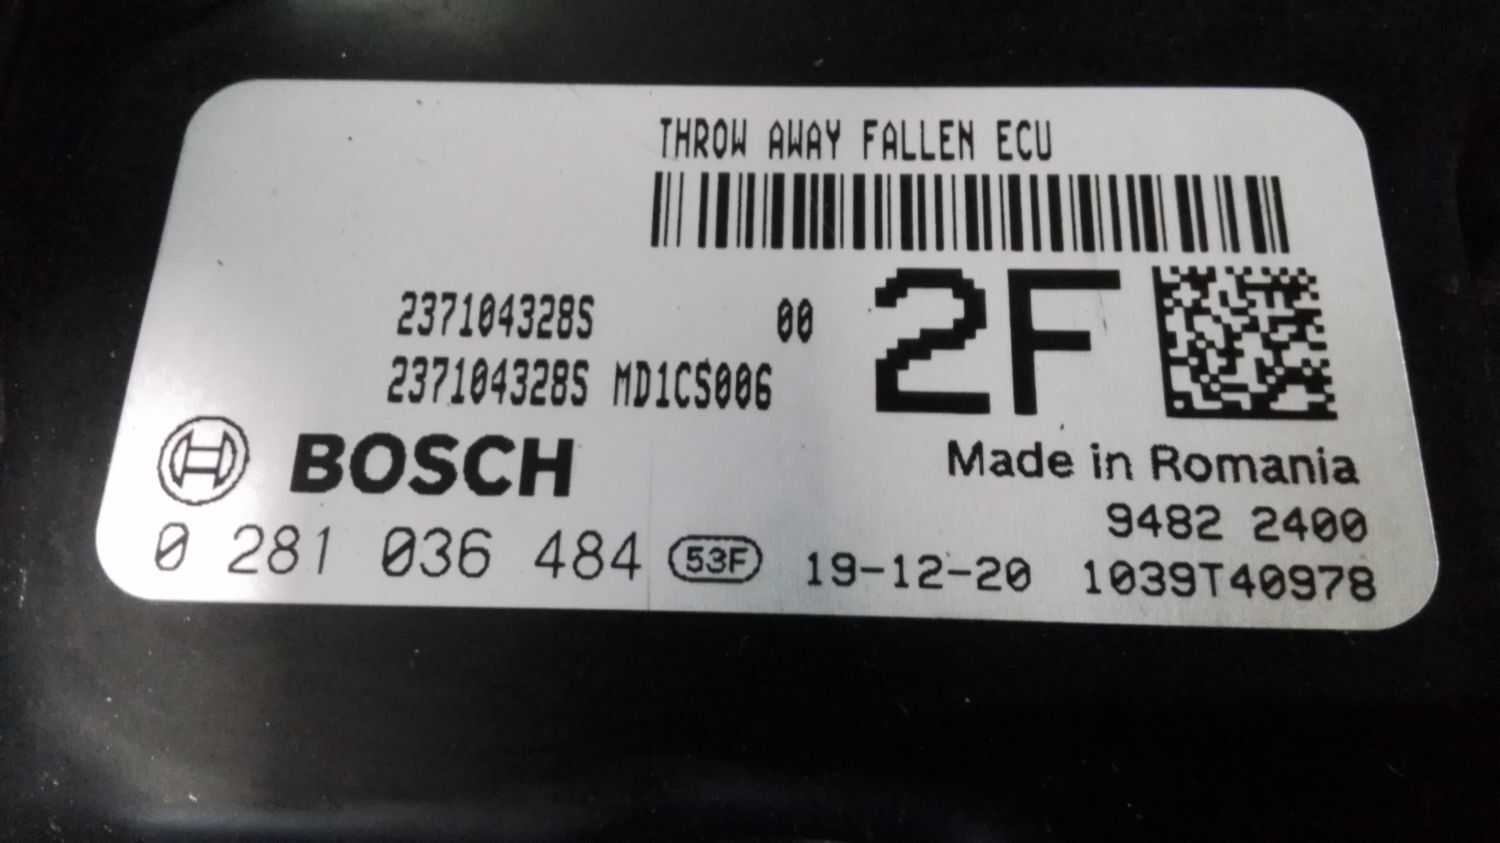 THROW AWAY FALLEN ECU
237104328S 00
2F
237104328S MD1CS006
BOSCH
Made in Romania
9482 2400
0 281 036 484 53F 19-12-20 1039T40978